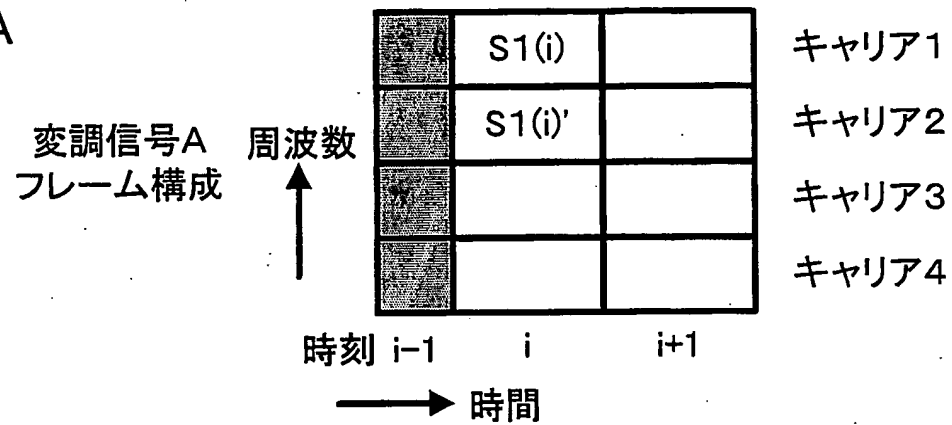 A
S1(i) キャリア1
S1(i)' キャリア2
変調信号A 周波数
フレーム構成
キャリア3
キャリア4
時刻 i-1 i i+1
時間